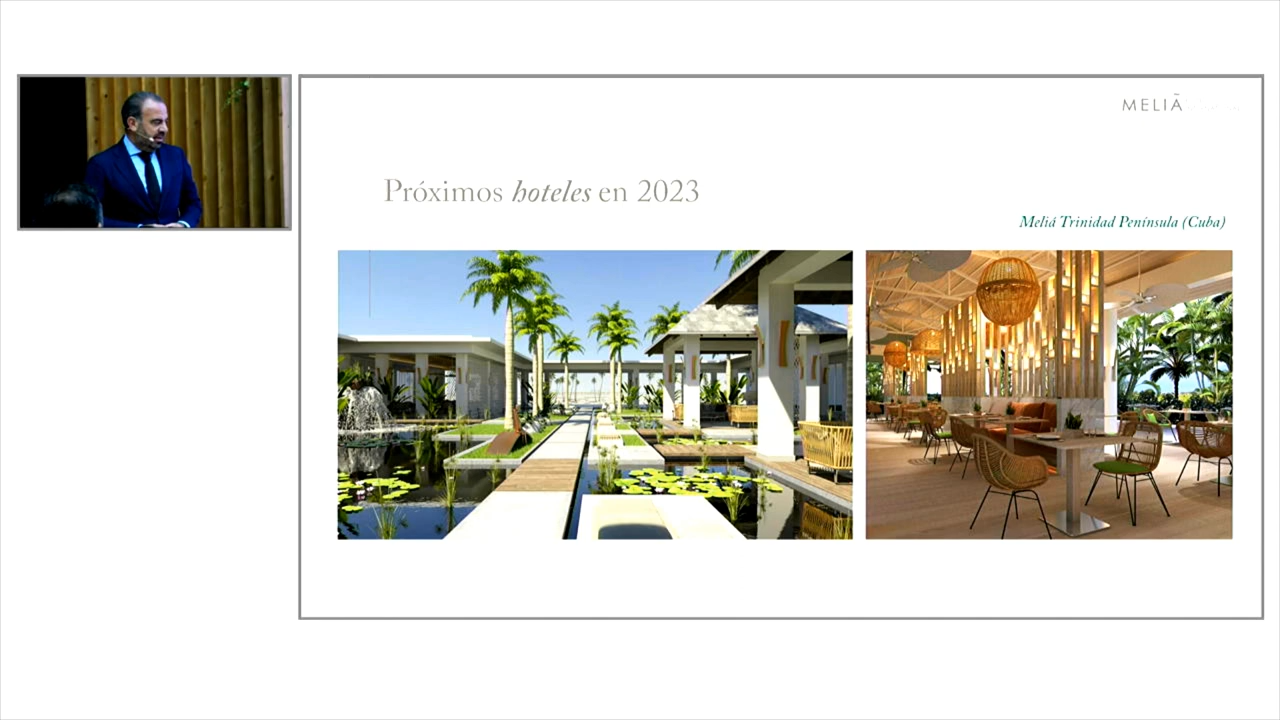 MELIÃ
Próximos hoteles en 2023
Meliá Trinidad Península (Cuba)